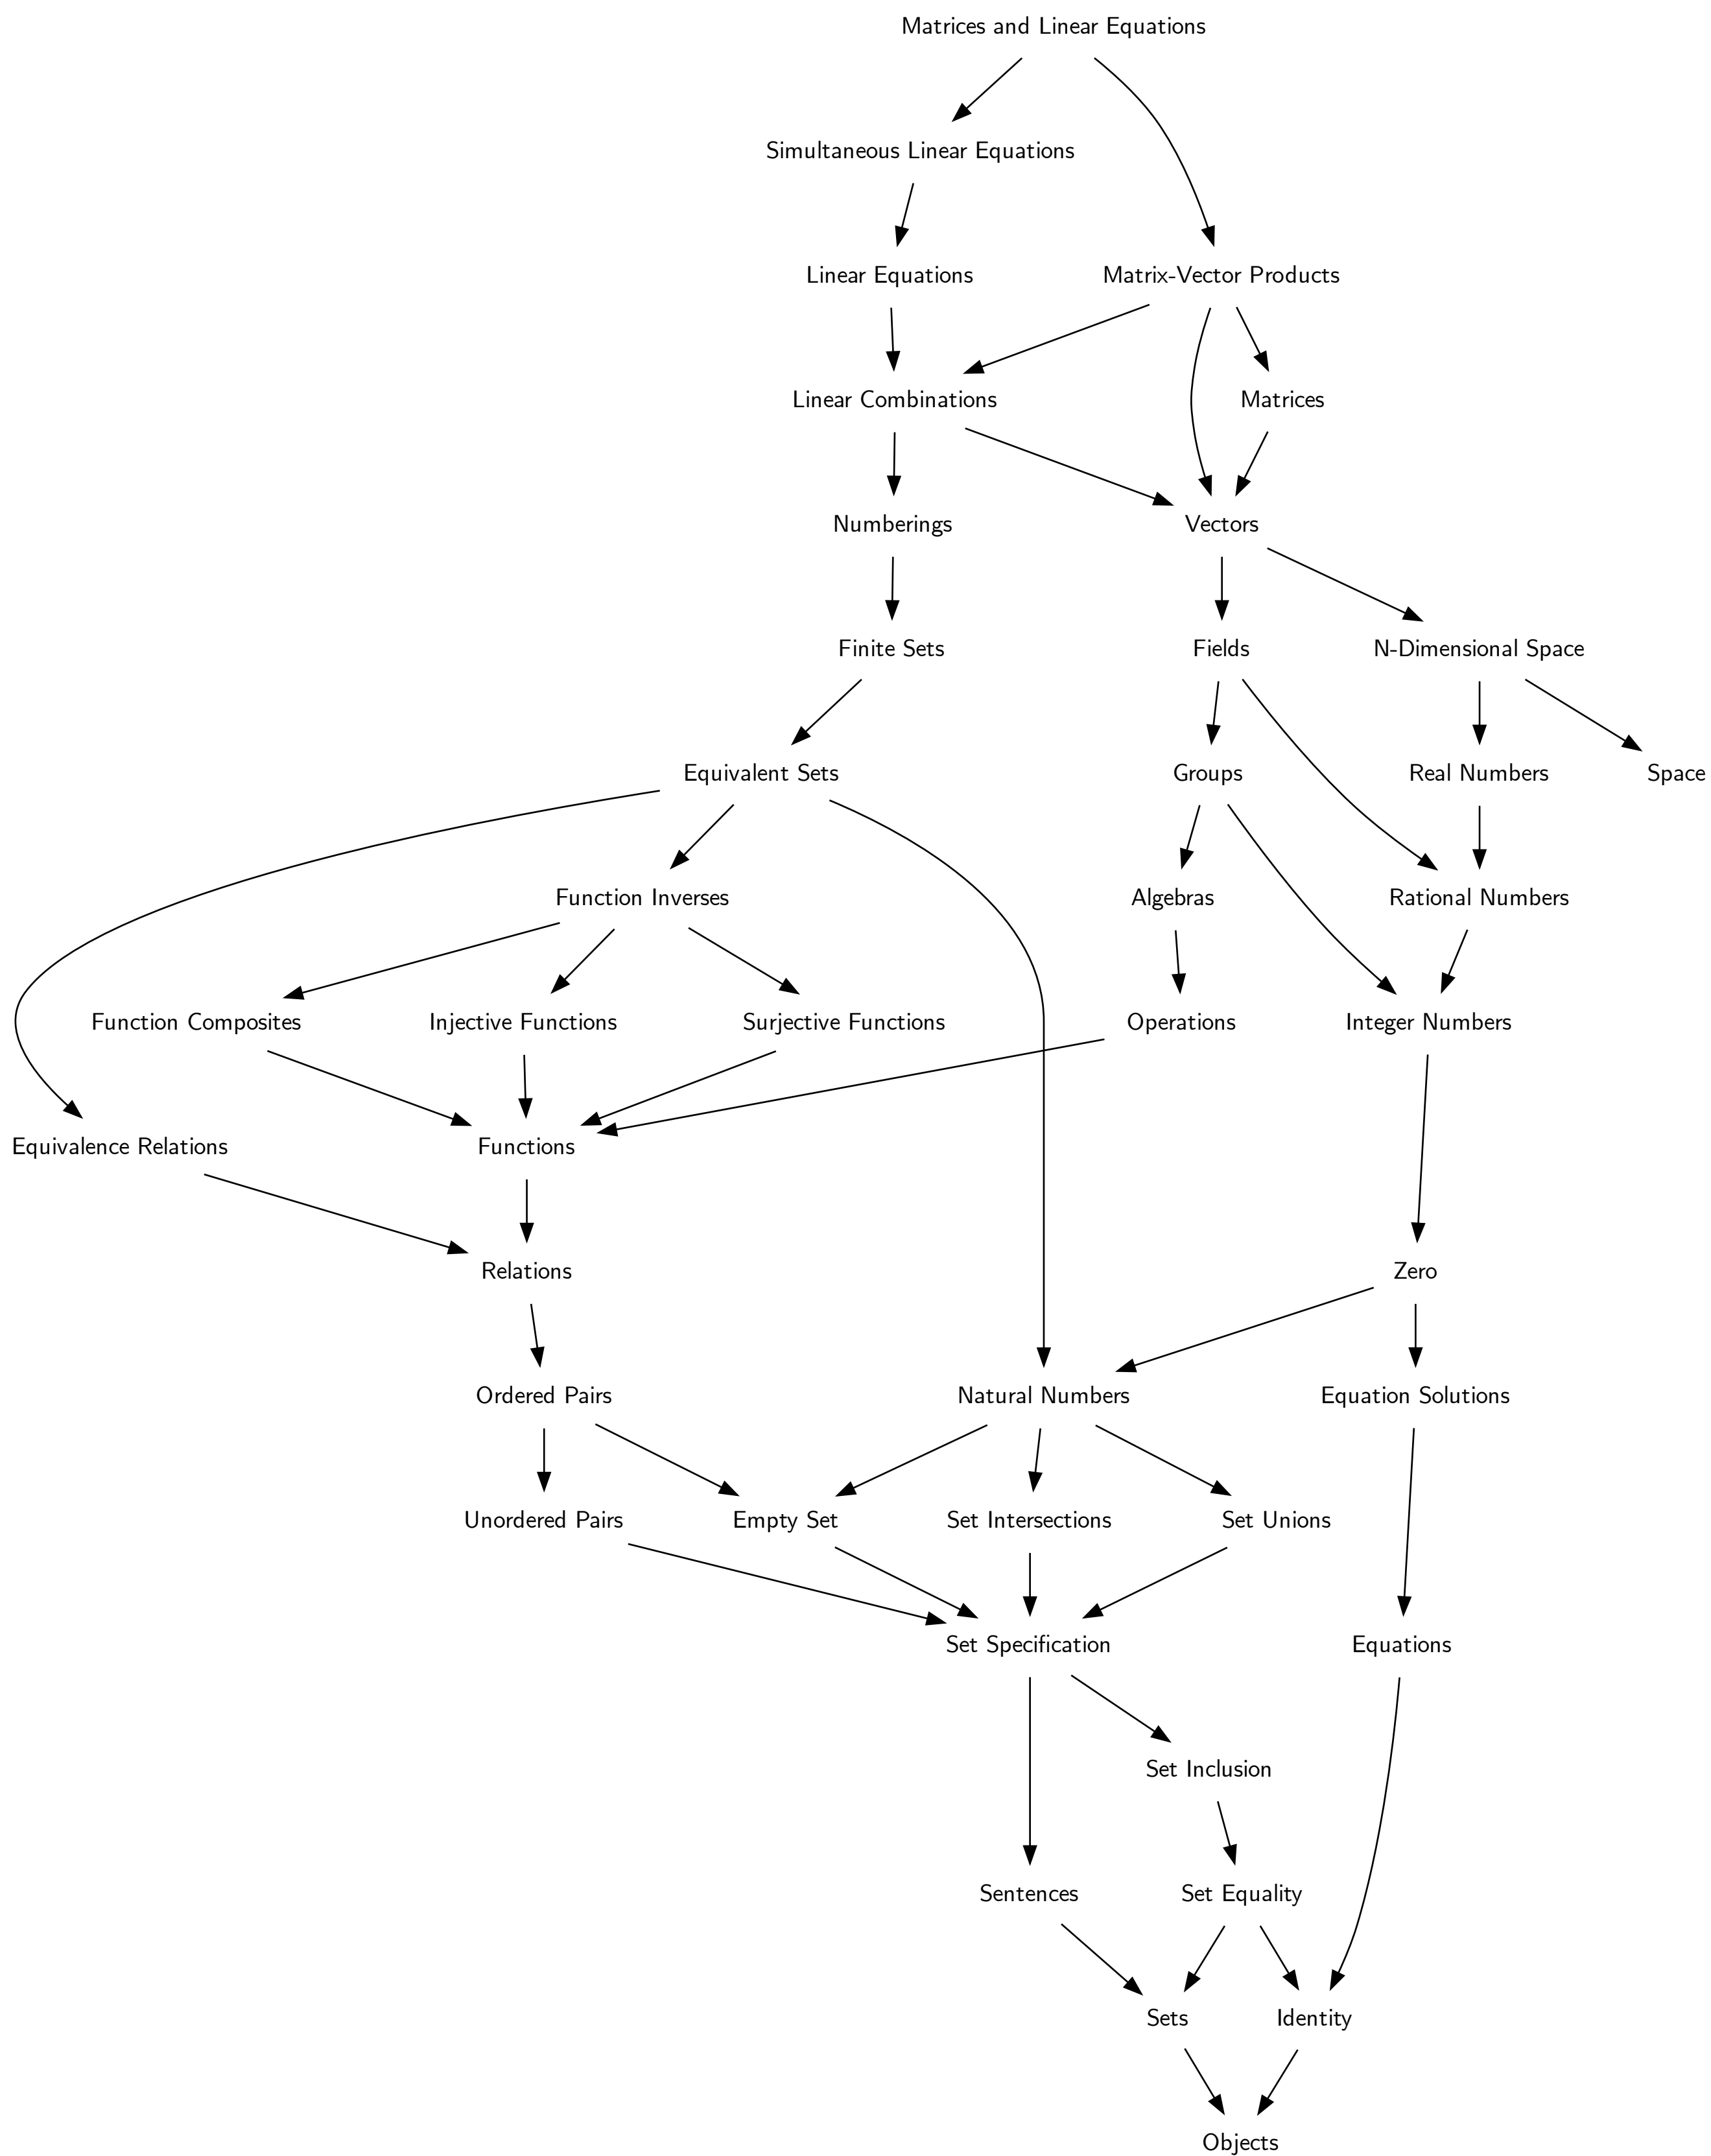 Matrices and Linear Equations
Simultaneous Linear Equations
Linear Equations
Matrix-Vector Products
Linear Combinations
Matrices
Numberings
Vectors
Finite Sets
Fields
N-Dimensional Space
Equivalent Sets
Groups
Real Numbers
Space
Function Inverses
Algebras
Rational Numbers
Function Composites
Injective Functions
Surjective Functions
Operations
Integer Numbers
Equivalence Relations
Functions
Relations
Zero
Ordered Pairs
Natural Numbers
Equation Solutions
Unordered Pairs
Empty Set
Set Intersections
Set Unions
Set Specification
Equations
Set Inclusion
Sentences
Set Equality
Sets
Identity
Objects